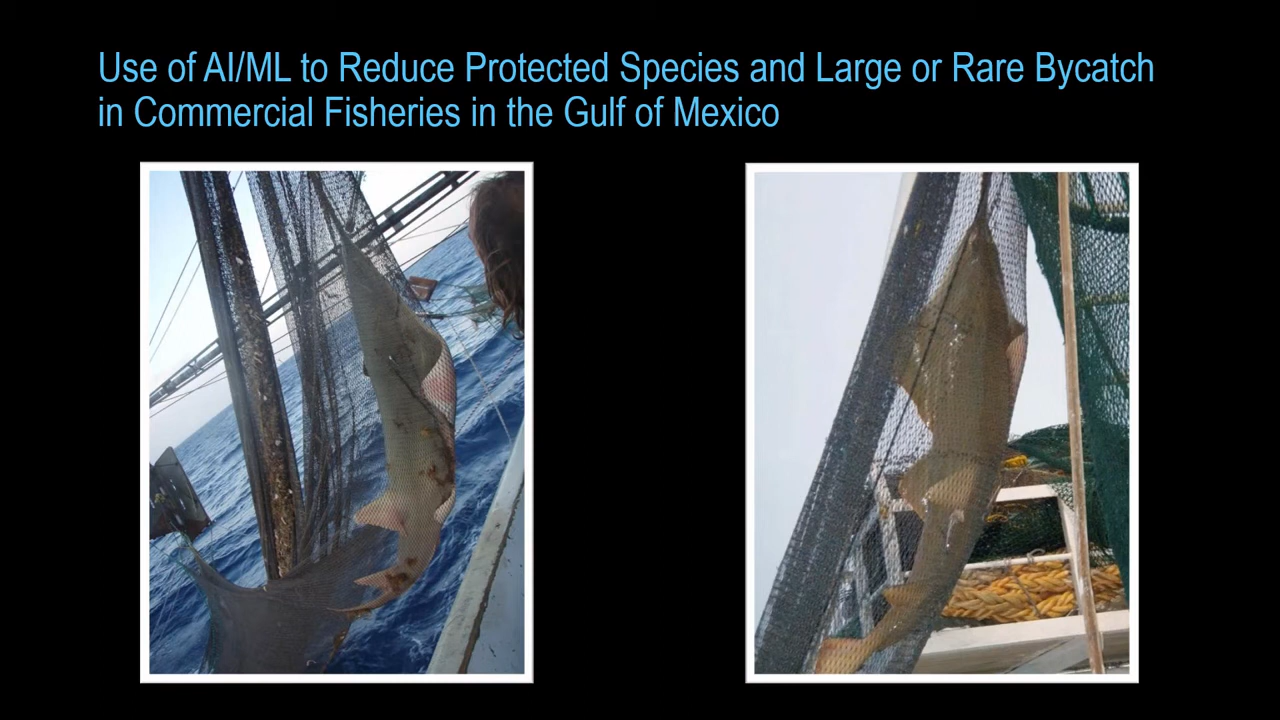 Use of AI/ML to Reduce Protected Species and Large or Rare Bycatch
in Commercial Fisheries in the Gulf of Mexico